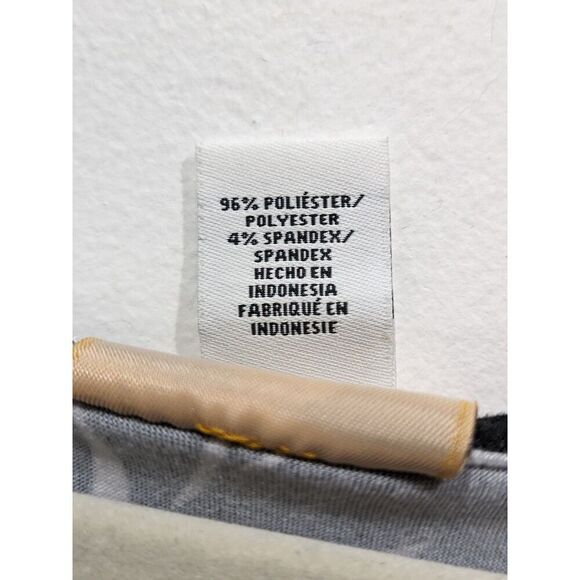 96% POLIÉSTER/
POLYESTER
4% SPANDEX/
SPANDEX
HECHO EN
INDONESIA
FABRIQUÉ EN
INDONESIE